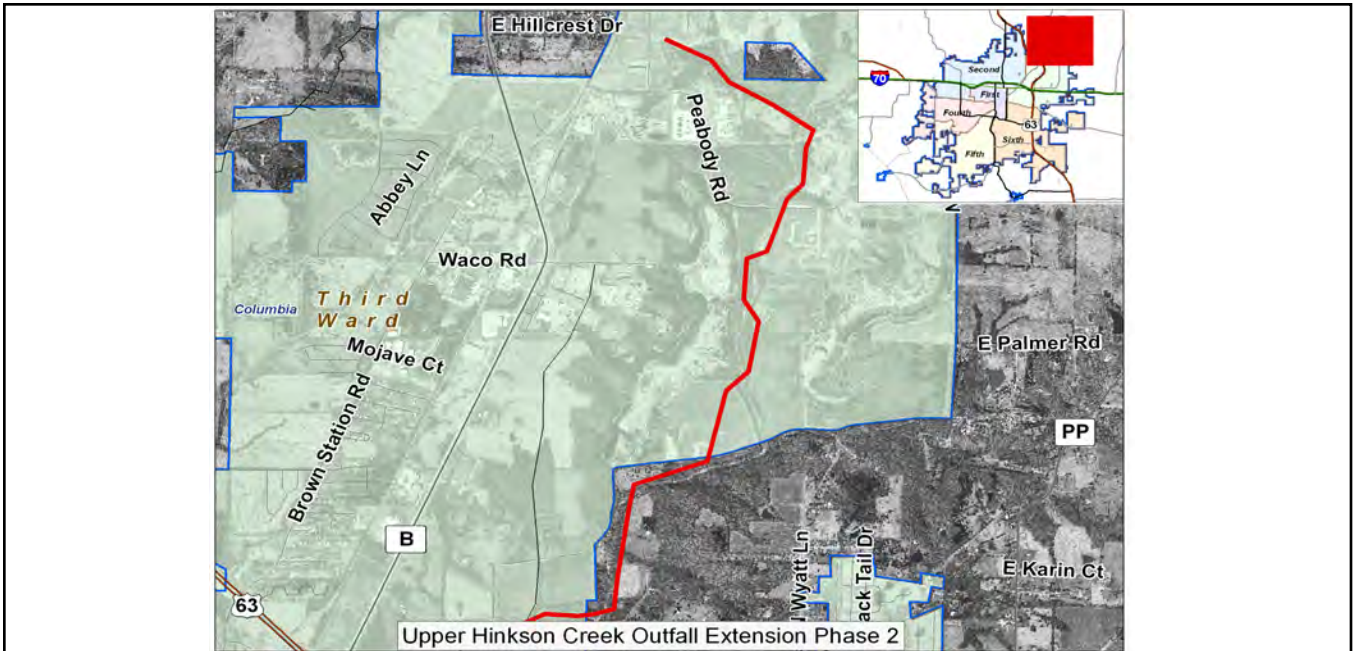 E Hillcrest Dr
Peabody Rd
Abbey Ln
Waco Rd
Columbia
Third
Ward
Mojave Ct
Brown Station Rd
B
63
E Palmer Rd
PP
E Karin Ct
Wyatt Ln
ack Tail Dr
Upper Hinkson Creek Outfall Extension Phase 2
70
Second
First
Fourth
63
Sixth
Fifth